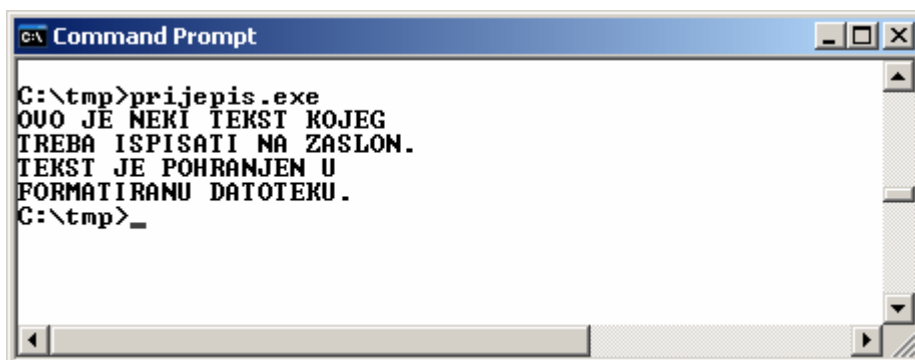 C:\ Command Prompt
C:\tmp>prijepis.exe
OVO JE NEKI TEKST KOJEG
TREBA ISPISATI NA ZASLON.
TEKST JE POHRANJEN U
FORMATIRANU DATOTEKU.
C:\tmp>_